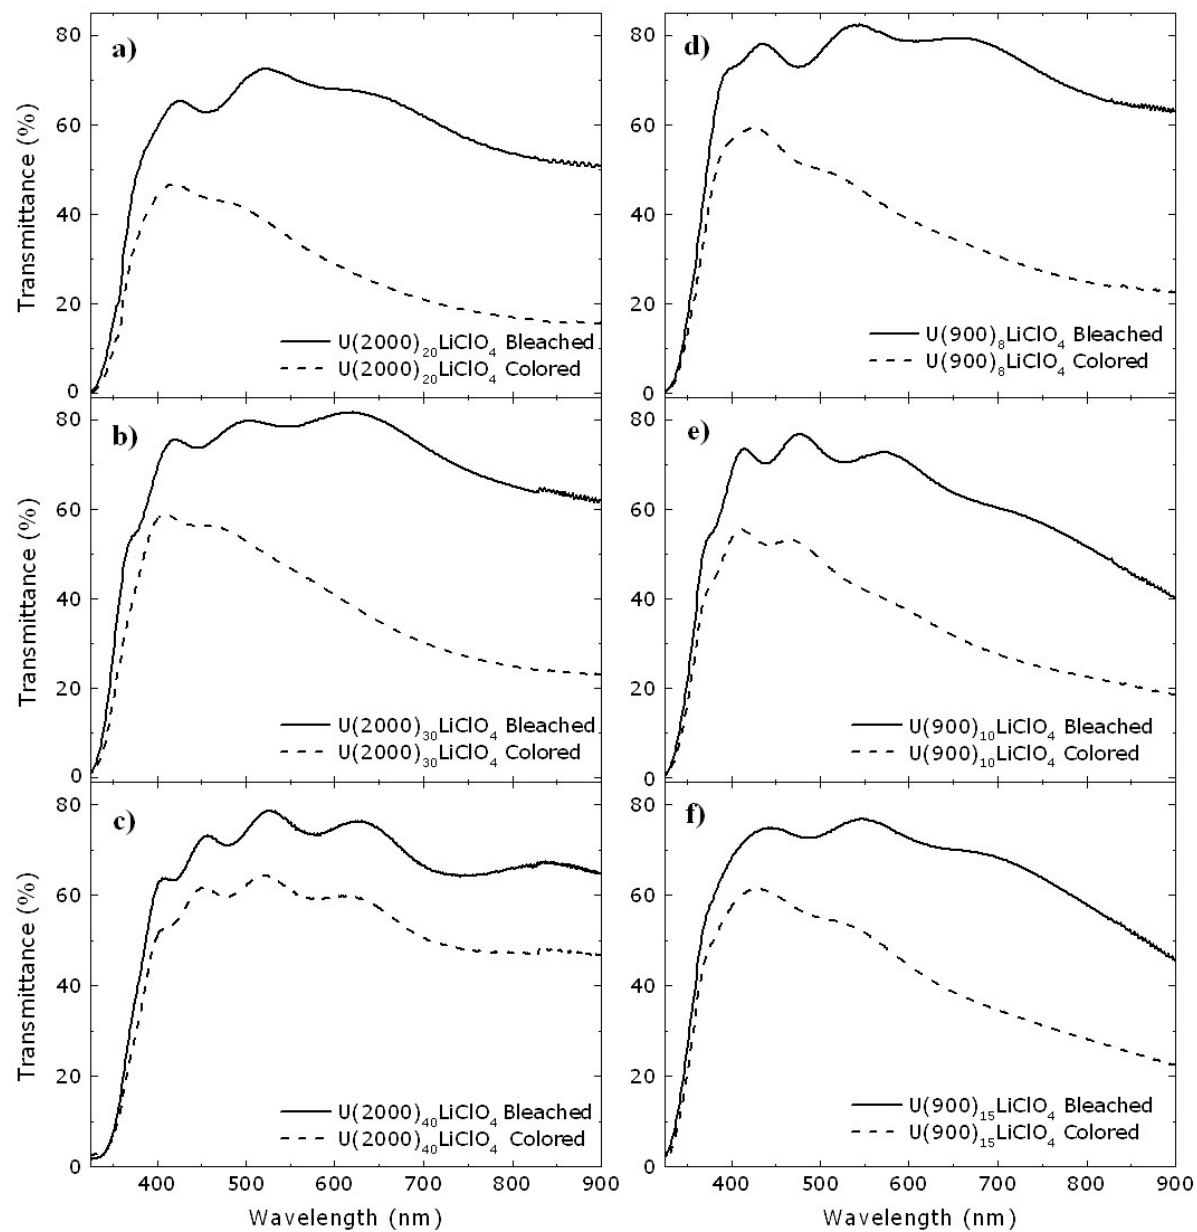 a)
80
60
40
20
0
Transmittance (%)
U(2000)₂₀LiClO₄ Bleached
U(2000)₂₀LiClO₄ Colored
b)
80
60
40
20
0
Transmittance (%)
U(2000)₃₀LiClO₄ Bleached
U(2000)₃₀LiClO₄ Colored
c)
80
60
40
20
0
Transmittance (%)
U(2000)₄₀LiClO₄ Bleached
U(2000)₄₀LiClO₄ Colored
400 500 600 700 800 900
Wavelength (nm)
d)
80
60
40
20
0
U(900)₈LiClO₄ Bleached
U(900)₈LiClO₄ Colored
e)
80
60
40
20
0
U(900)₁₀LiClO₄ Bleached
U(900)₁₀LiClO₄ Colored
f)
80
60
40
20
0
U(900)₁₅LiClO₄ Bleached
U(900)₁₅LiClO₄ Colored
400 500 600 700 800 900
Wavelength (nm)